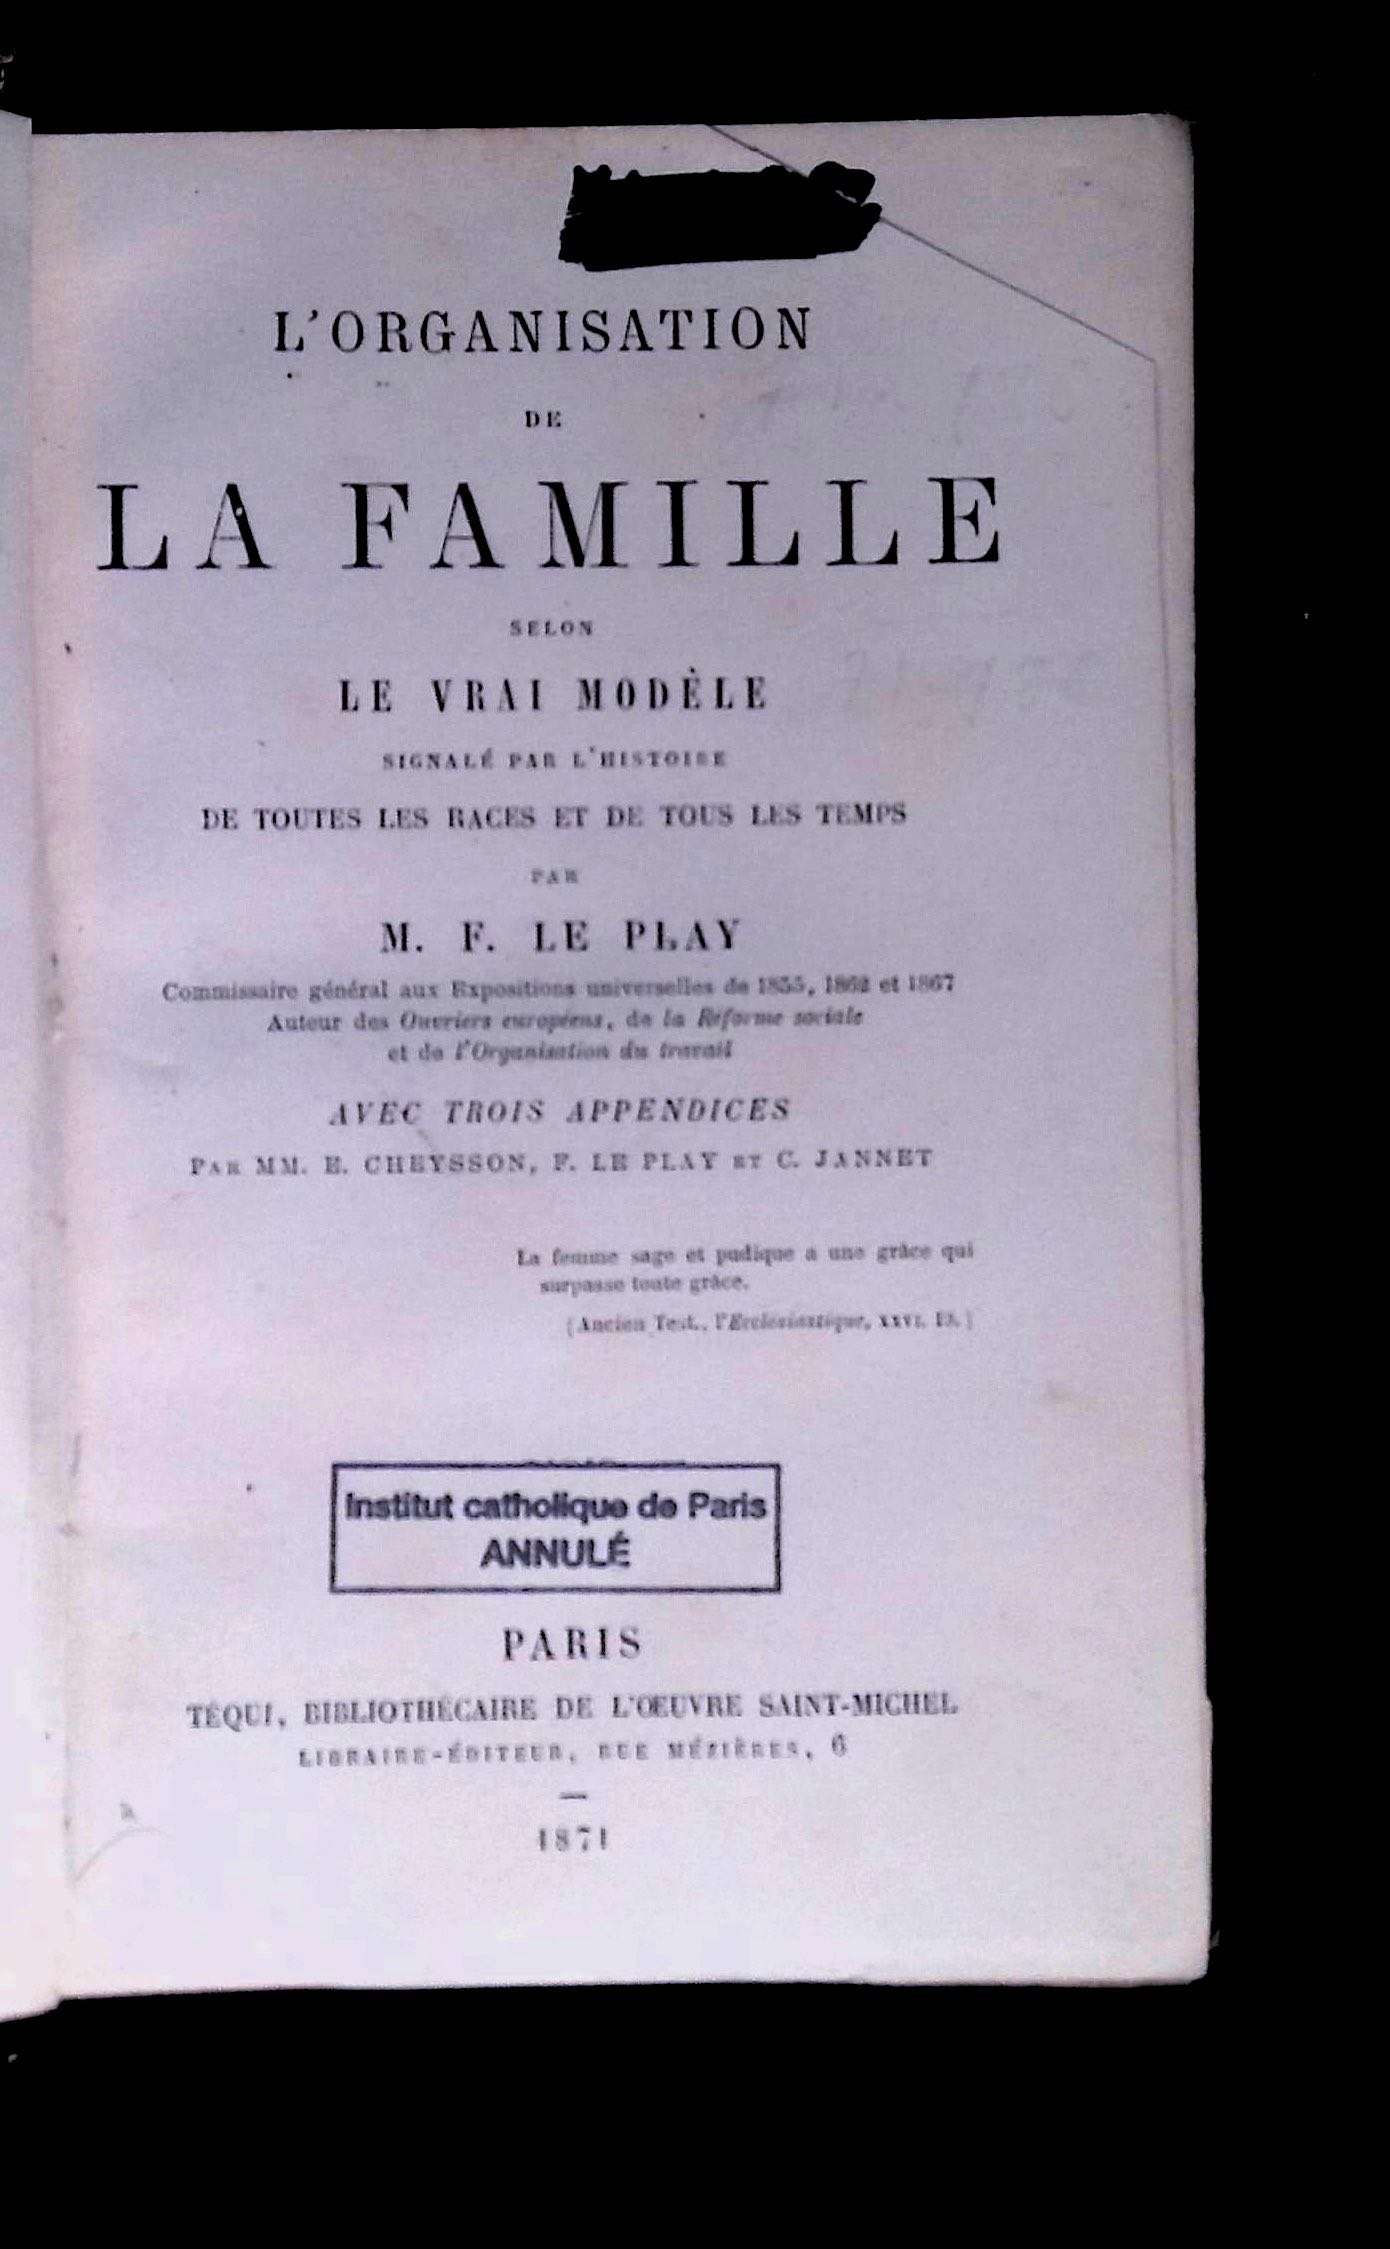 L'ORGANISATION
DE
LA FAMILLE
SELON
LE VRAI MODÈLE
SIGNALÉ PAR L'HISTOIRE
DE TOUTES LES RACES ET DE TOUS LES TEMPS
PAR
M. F. LE PLAY
Commissaire général aux Expositions universelles de 1855, 1862 et 1867
Auteur des Ouvriers européens, de la Réforme sociale
et de l'Organisation du travail
AVEC TROIS APPENDICES
PAR MM. E. CHEYSSON, F. LE PLAY ET C. JANNET
La femme sage et pudique a une grâce qui
surpasse toute grâce.
(Ancien Test., l'Ecclésiastique, XXVI, 19.)
Institut catholique de Paris
ANNULÉ
PARIS
TÉQUI, BIBLIOTHÉCAIRE DE L'ŒUVRE SAINT-MICHEL
LIBRAIRE-ÉDITEUR, RUE MÉZIÈRES, 6
—
1871